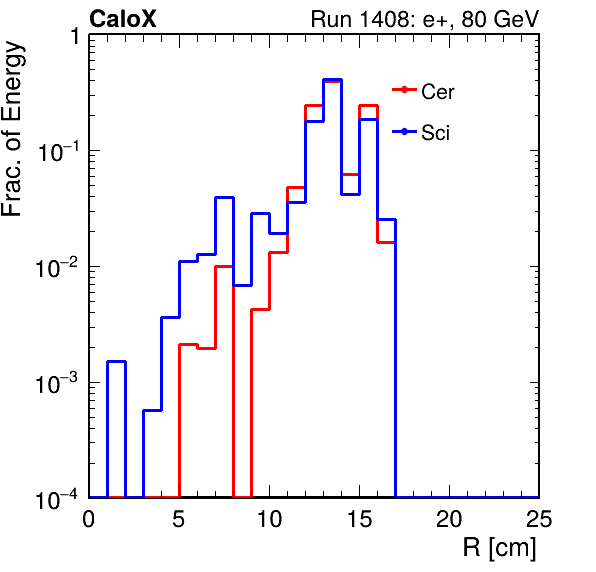 CaloX Run 1408: e+, 80 GeV
Frac. of Energy
1
10⁻¹
10⁻²
10⁻³
10⁻⁴
Cer
Sci
0 5 10 15 20 25
R [cm]